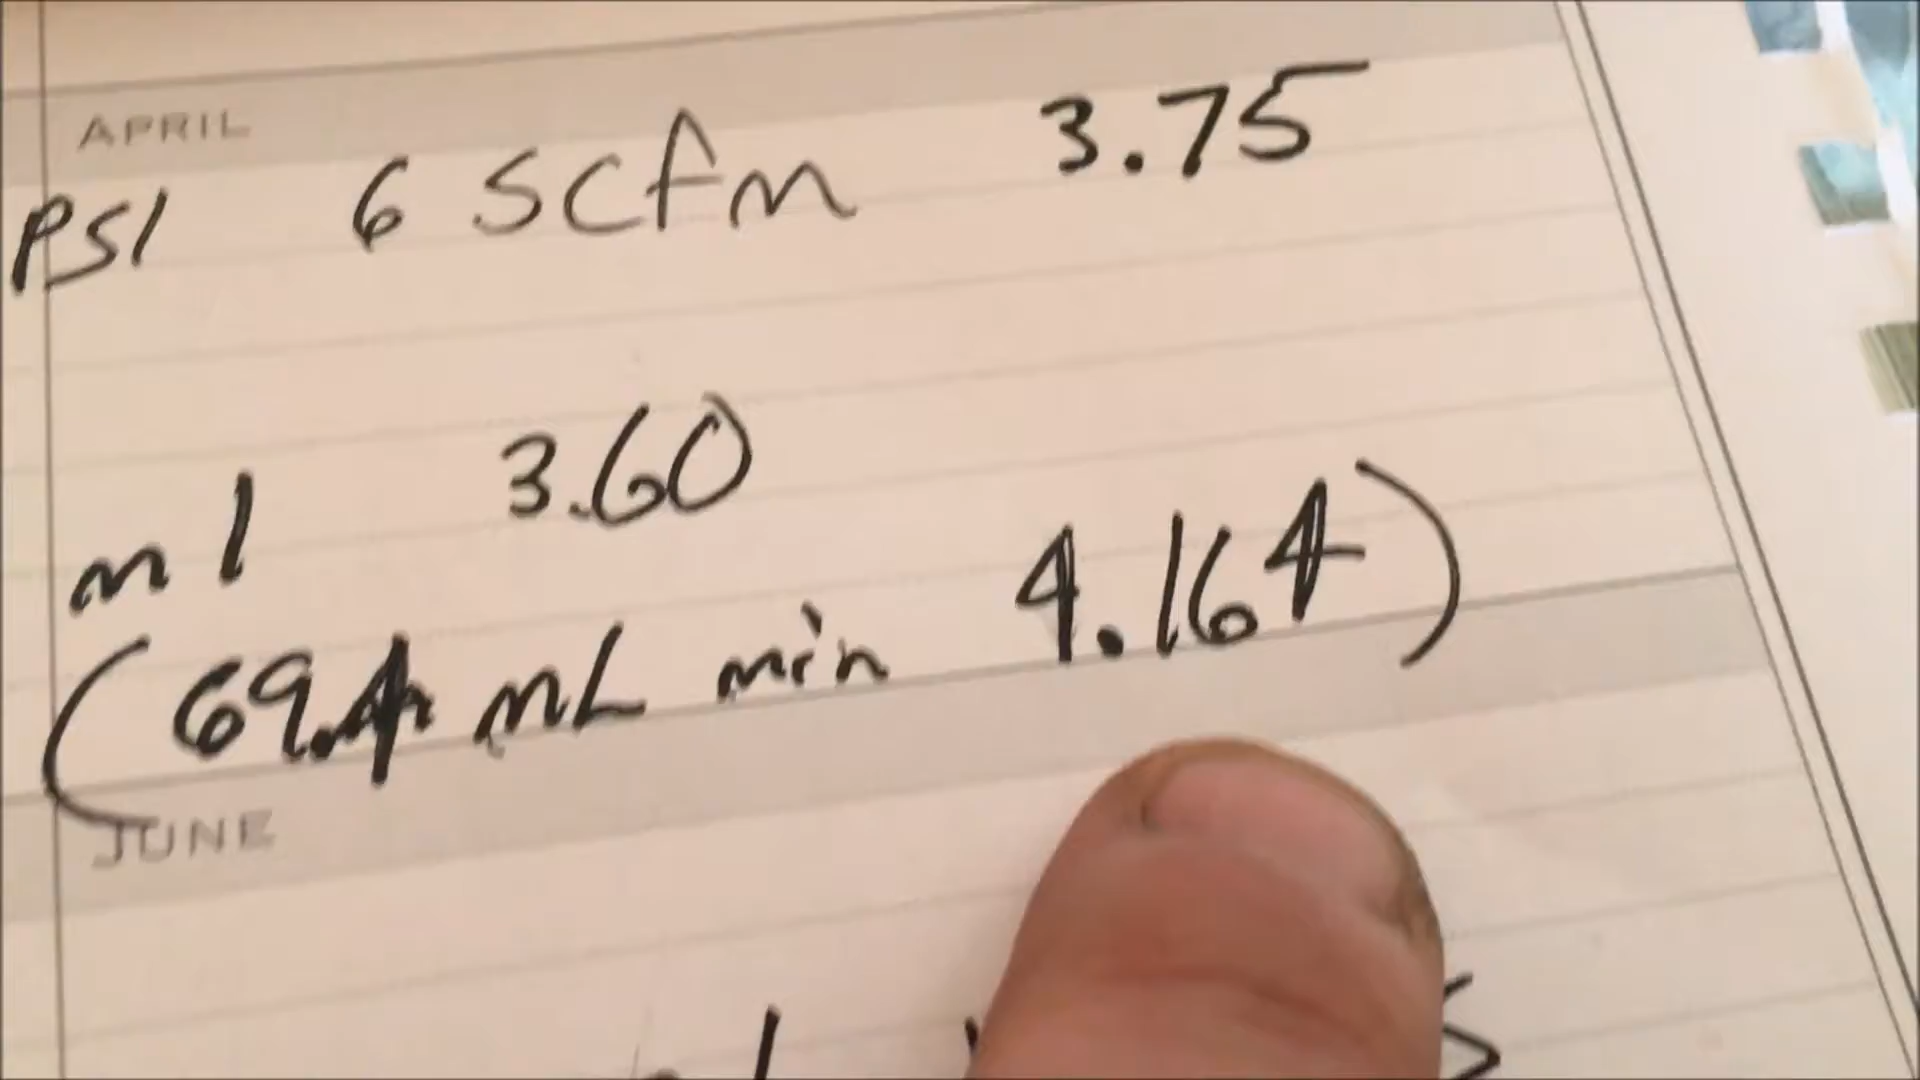 APRIL
PSI 6 scfm 3.75
ml 3.60
(69.4 mL min 4.164)
JUNE